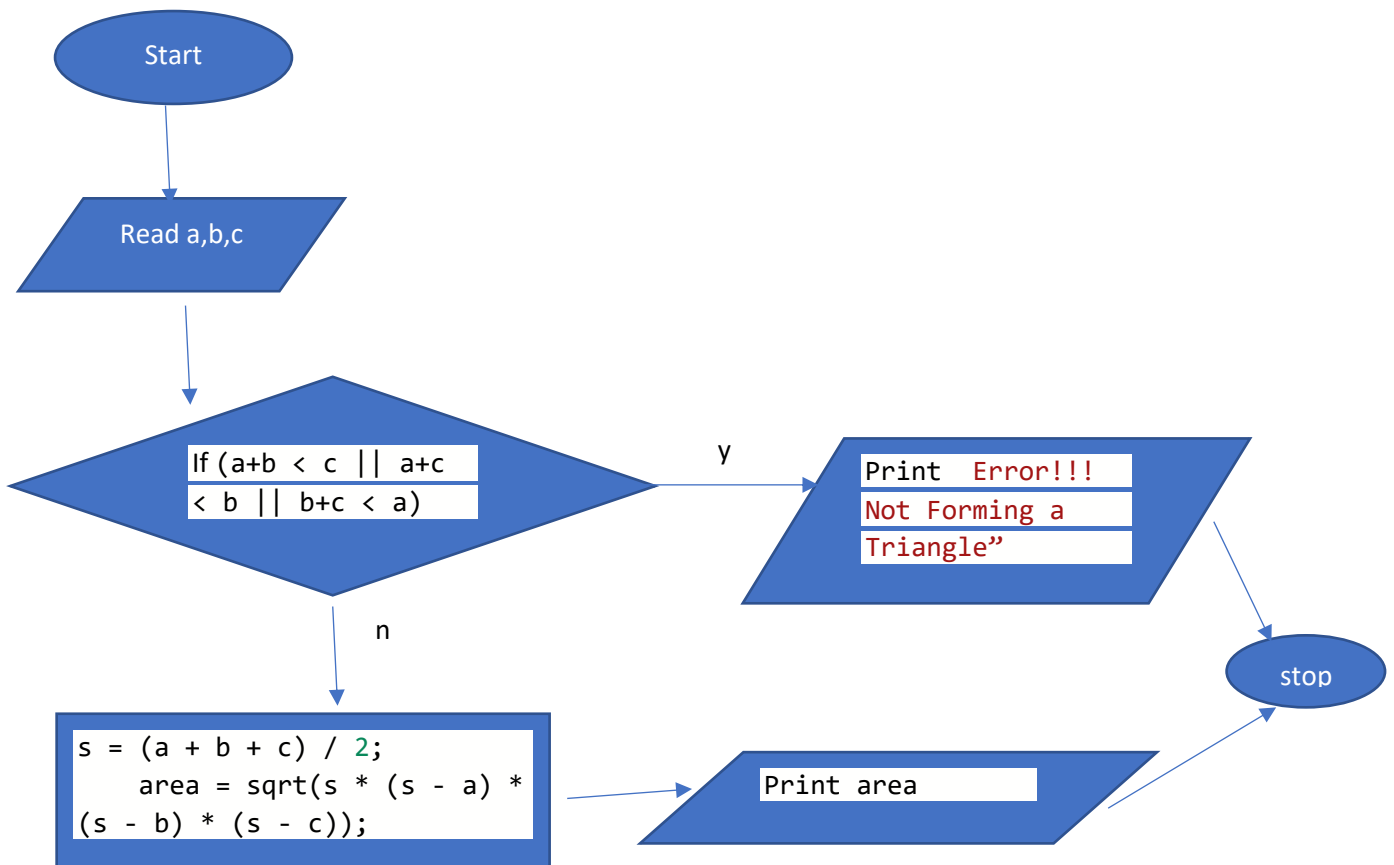 Start
Read a,b,c
If (a+b < c || a+c
< b || b+c < a)
y
Print  Error!!!
Not Forming a
Triangle”
n
stop
s = (a + b + c) / 2;
    area = sqrt(s * (s - a) *
(s - b) * (s - c));
Print area